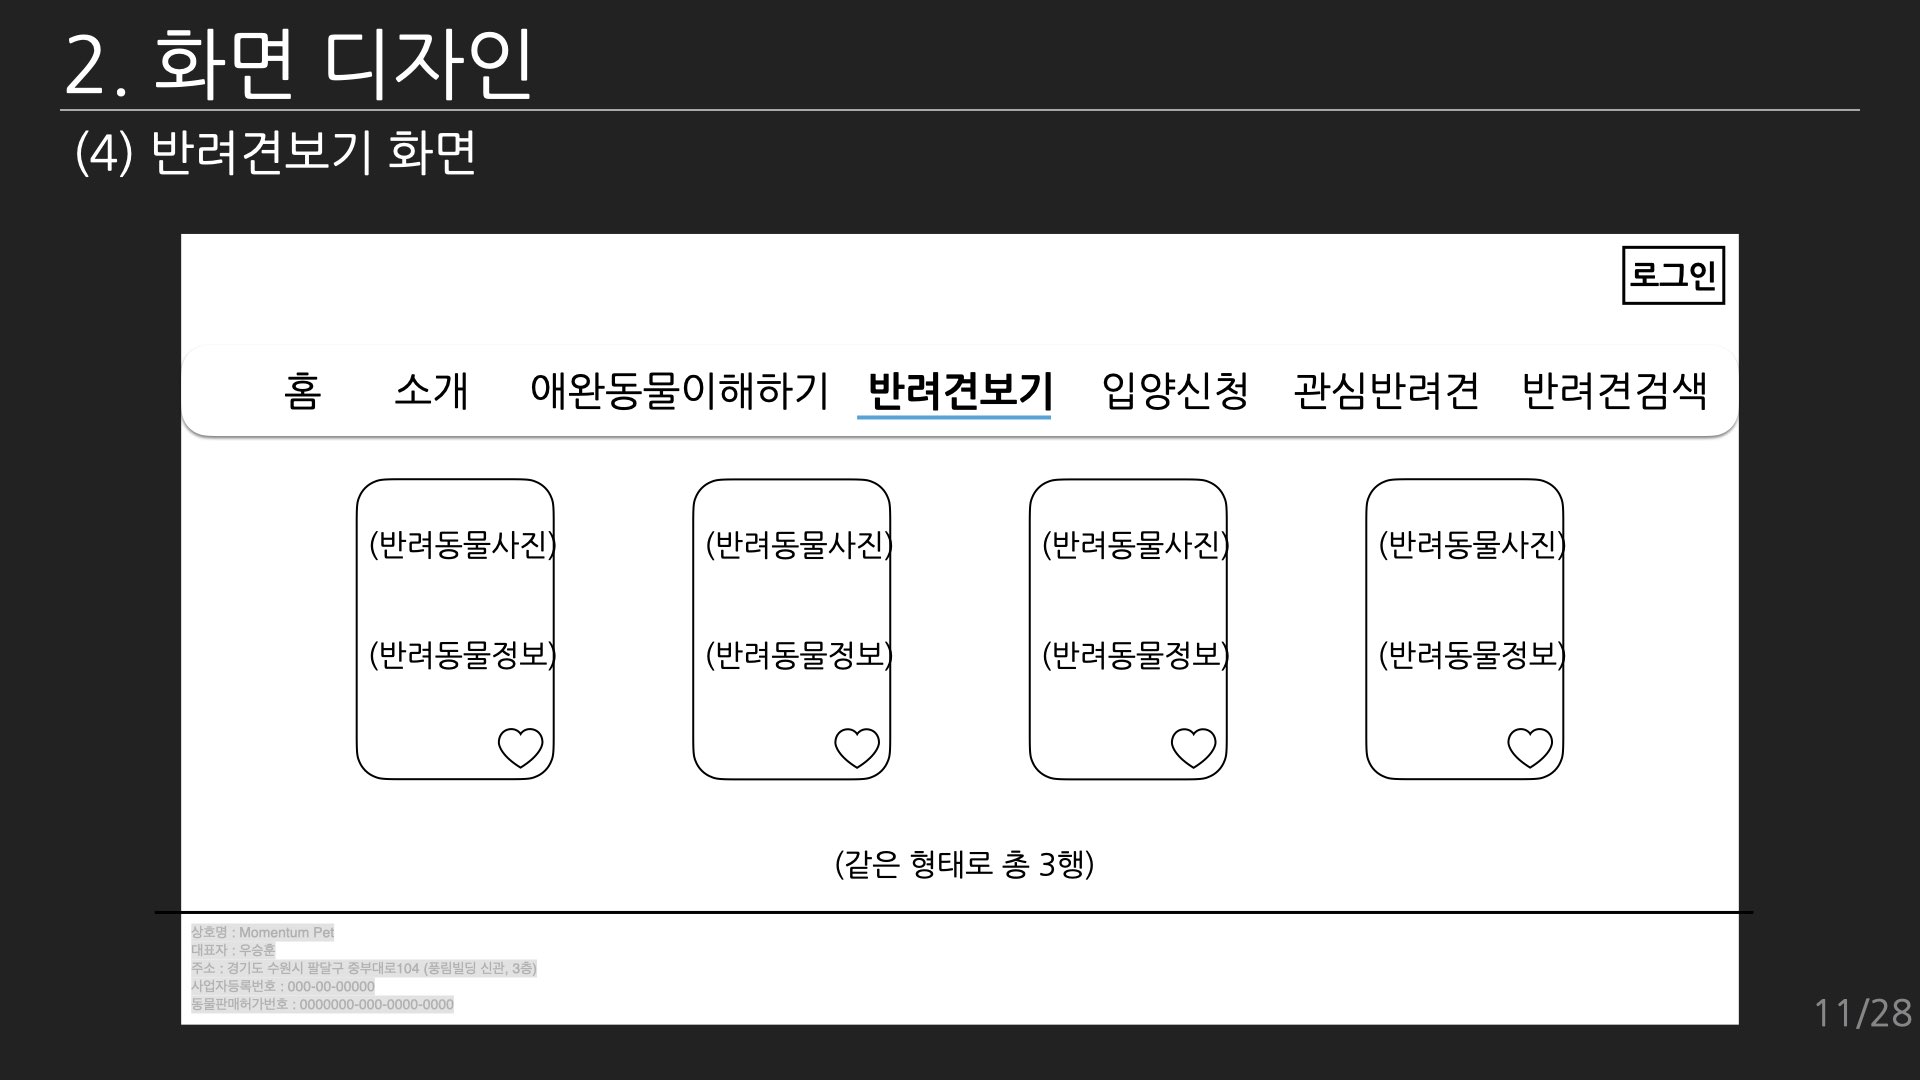 2. 화면 디자인
(4) 반려견보기 화면
로그인
홈 소개 애완동물이해하기 반려견보기 입양신청 관심반려견 반려견검색
(반려동물사진) (반려동물사진) (반려동물사진) (반려동물사진)
(반려동물정보) (반려동물정보) (반려동물정보) (반려동물정보)
(같은 형태로 총 3행)
상호명 : Momentum Pet
대표자 : 우승훈
주소 : 경기도 수원시 팔달구 중부대로104 (풍림빌딩 신관, 3층)
사업자등록번호 : 000-00-00000
동물판매허가번호 : 0000000-000-0000-0000
11/28